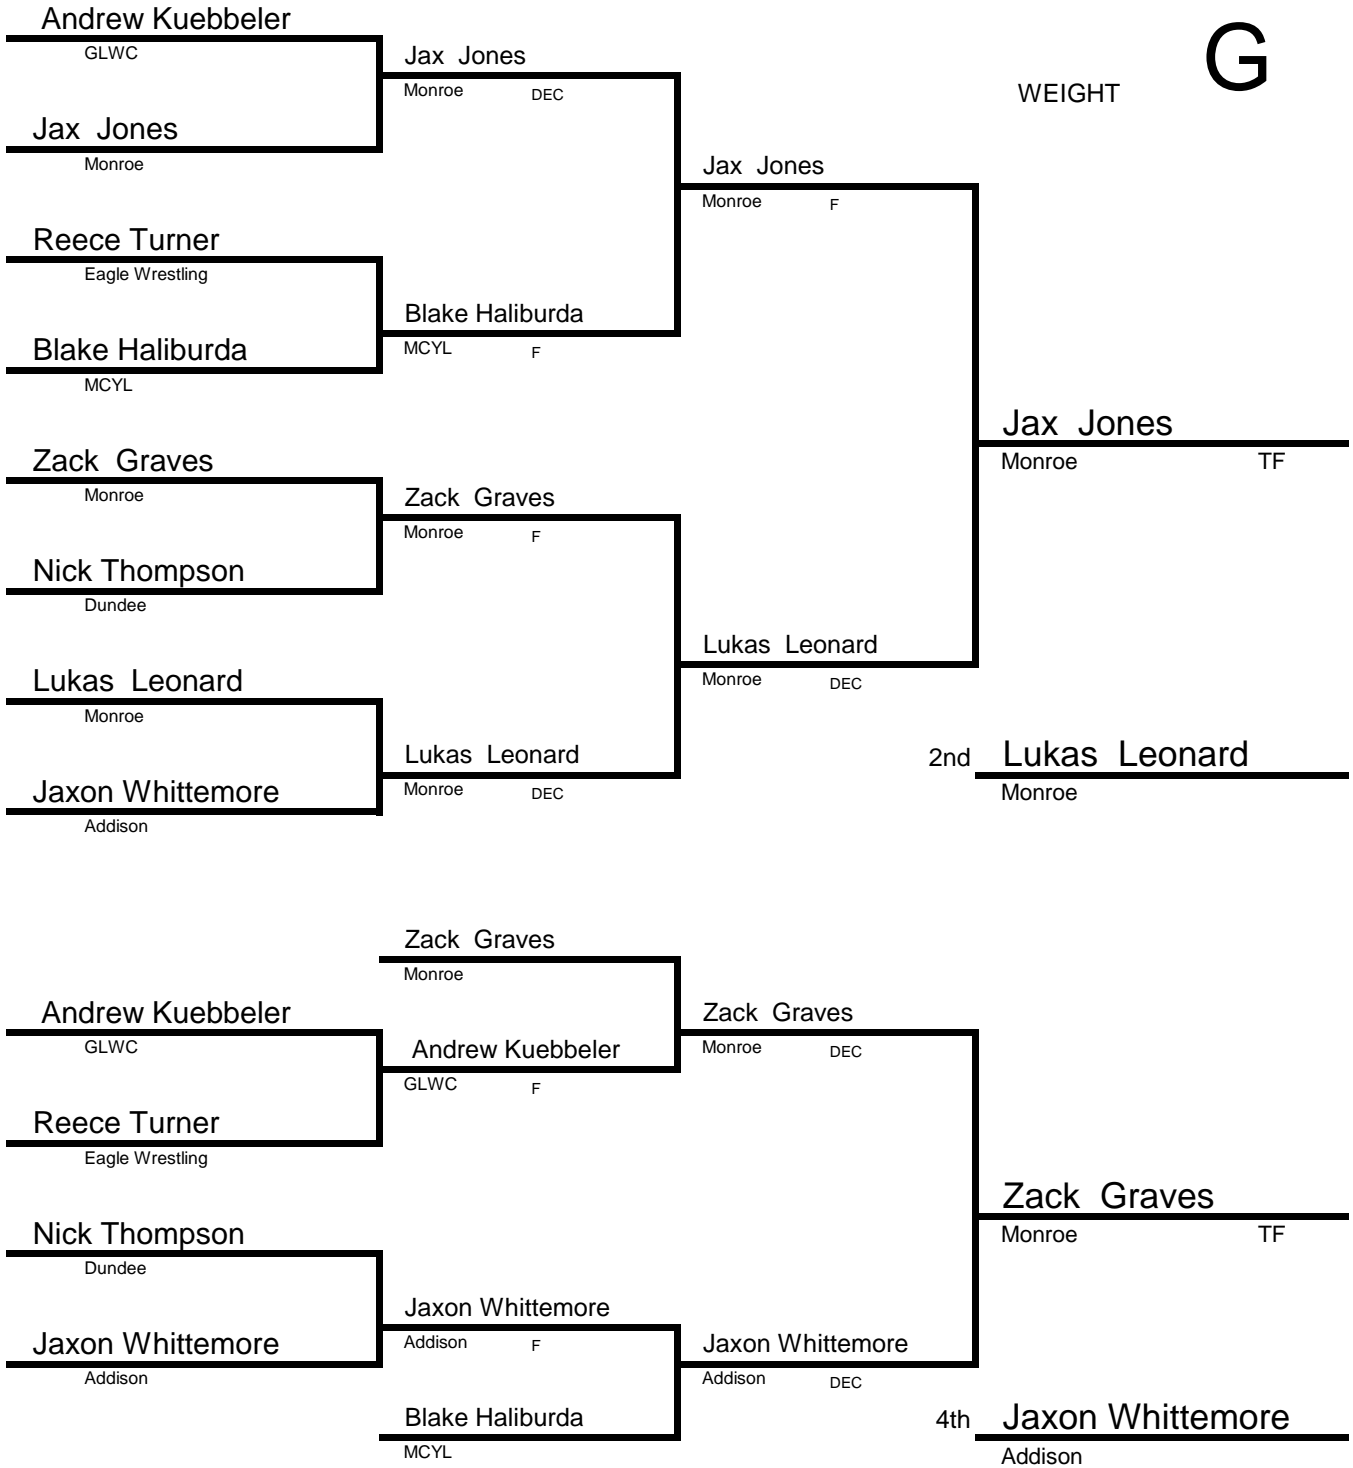 Andrew Kuebbeler
GLWC
Jax Jones
Monroe DEC
WEIGHT G
Jax Jones
Monroe
Jax Jones
Monroe F
Reece Turner
Eagle Wrestling
Blake Haliburda
MCYL F
Blake Haliburda
MCYL
Jax Jones
Monroe TF
Zack Graves
Monroe
Zack Graves
Monroe F
Nick Thompson
Dundee
Lukas Leonard
Monroe DEC
Lukas Leonard
Monroe
Lukas Leonard
Monroe DEC
2nd Lukas Leonard
Monroe
Jaxon Whittemore
Addison
Zack Graves
Monroe
Andrew Kuebbeler
GLWC
Zack Graves
Monroe DEC
Andrew Kuebbeler
GLWC F
Reece Turner
Eagle Wrestling
Zack Graves
Monroe TF
Nick Thompson
Dundee
Jaxon Whittemore
Addison F
Jaxon Whittemore
Addison
Jaxon Whittemore
Addison DEC
Blake Haliburda
MCYL
4th Jaxon Whittemore
Addison